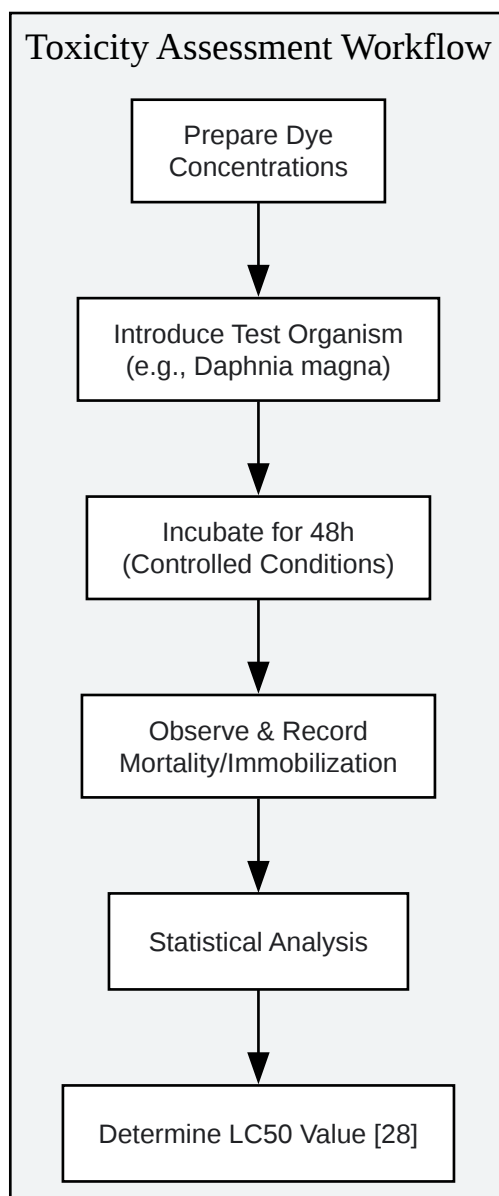 Toxicity Assessment Workflow
Prepare Dye
Concentrations
Introduce Test Organism
(e.g., Daphnia magna)
Incubate for 48h
(Controlled Conditions)
Observe & Record
Mortality/Immobilization
Statistical Analysis
Determine LC50 Value [28]